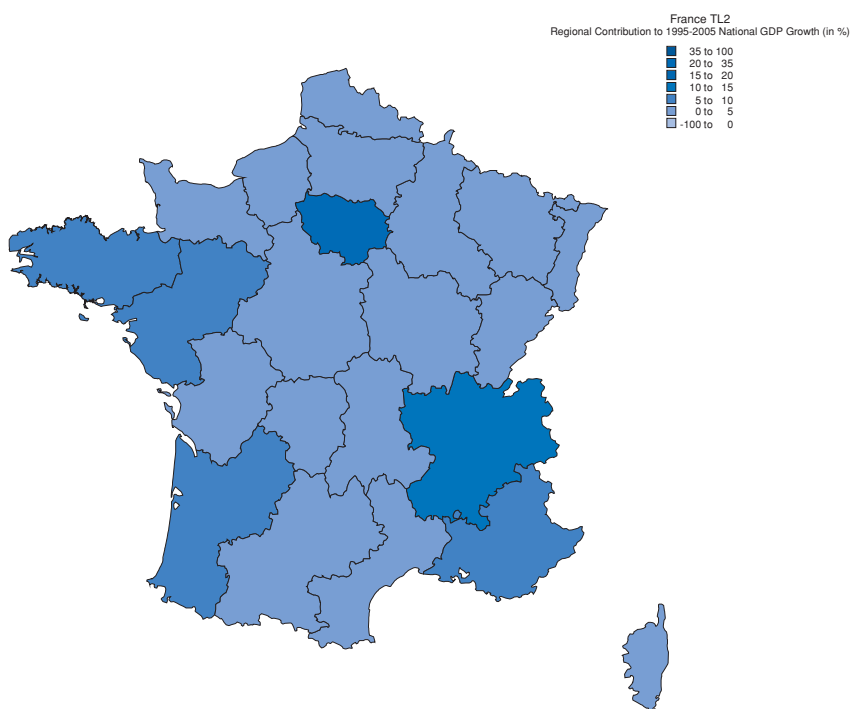 France TL2
Regional Contribution to 1995-2005 National GDP Growth (in %)
35 to 100
20 to 35
15 to 20
10 to 15
5 to 10
0 to 5
-100 to 0